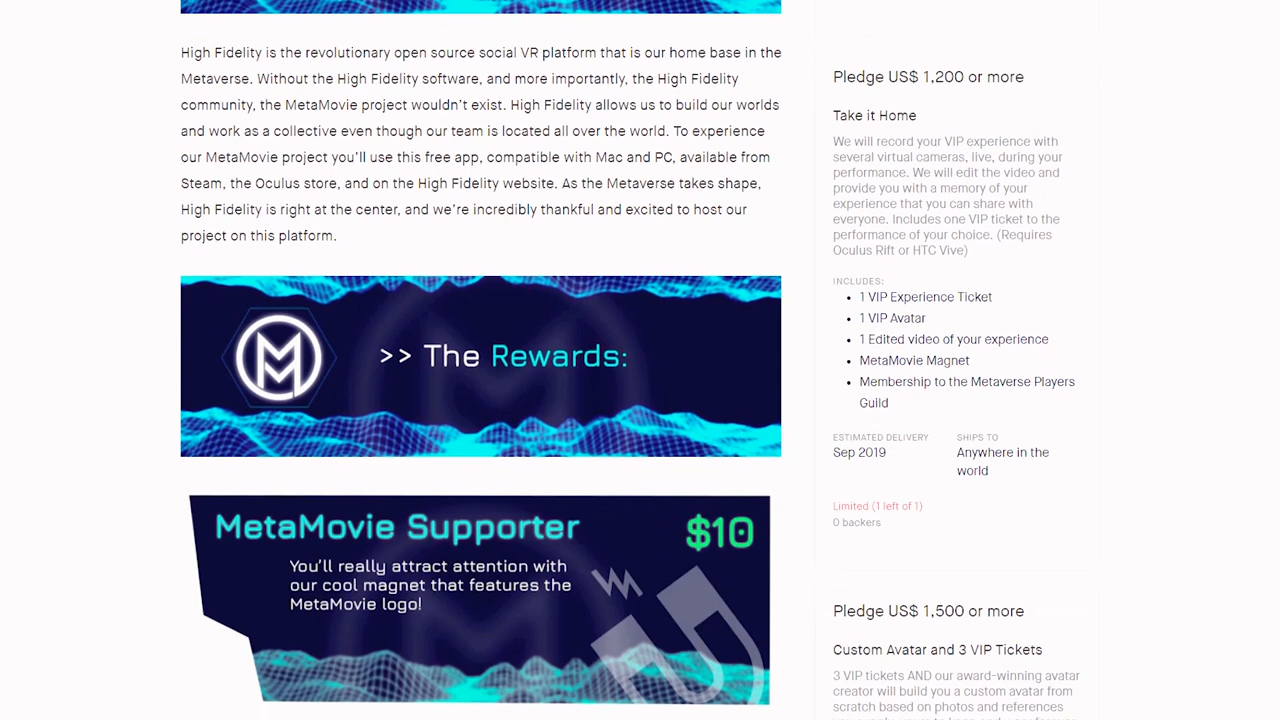 High Fidelity is the revolutionary open source social VR platform that is our home base in the
Metaverse. Without the High Fidelity software, and more importantly, the High Fidelity
community, the MetaMovie project wouldn't exist. High Fidelity allows us to build our worlds
and work as a collective even though our team is located all over the world. To experience
our MetaMovie project you'll use this free app, compatible with Mac and PC, available from
Steam, the Oculus store, and on the High Fidelity website. As the Metaverse takes shape,
High Fidelity is right at the center, and we're incredibly thankful and excited to host our
project on this platform.
>> The Rewards:
MetaMovie Supporter
$10
You'll really attract attention with
our cool magnet that features the
MetaMovie logo!
Pledge US$ 1,200 or more
Take it Home
We will record your VIP experience with
several virtual cameras, live, during your
performance. We will edit the video and
provide you with a memory of your
experience that you can share with
everyone. Includes one VIP ticket to the
performance of your choice. (Requires
Oculus Rift or HTC Vive)
INCLUDES:
• 1 VIP Experience Ticket
• 1 VIP Avatar
• 1 Edited video of your experience
• MetaMovie Magnet
• Membership to the Metaverse Players
Guild
ESTIMATED DELIVERY
Sep 2019
SHIPS TO
Anywhere in the
world
Limited (1 left of 1)
0 backers
Pledge US$ 1,500 or more
Custom Avatar and 3 VIP Tickets
3 VIP tickets AND our award-winning avatar
creator will build you a custom avatar from
scratch based on photos and references